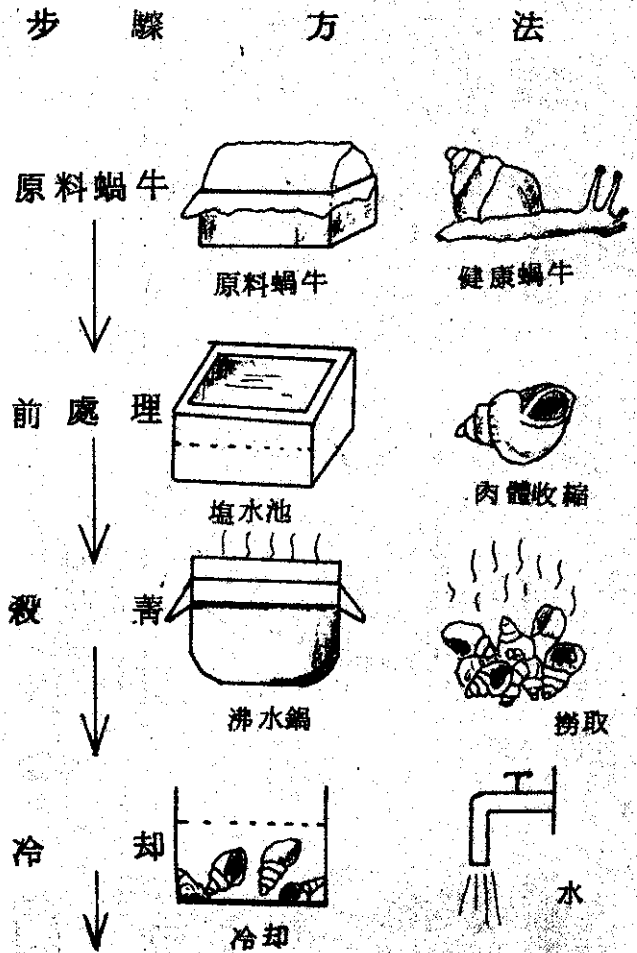 步驟 方法
原料蝸牛
原料蝸牛
健康蝸牛
前處理
塩水池
肉體收縮
殺菁
沸水鍋
撈取
冷却
冷却
水